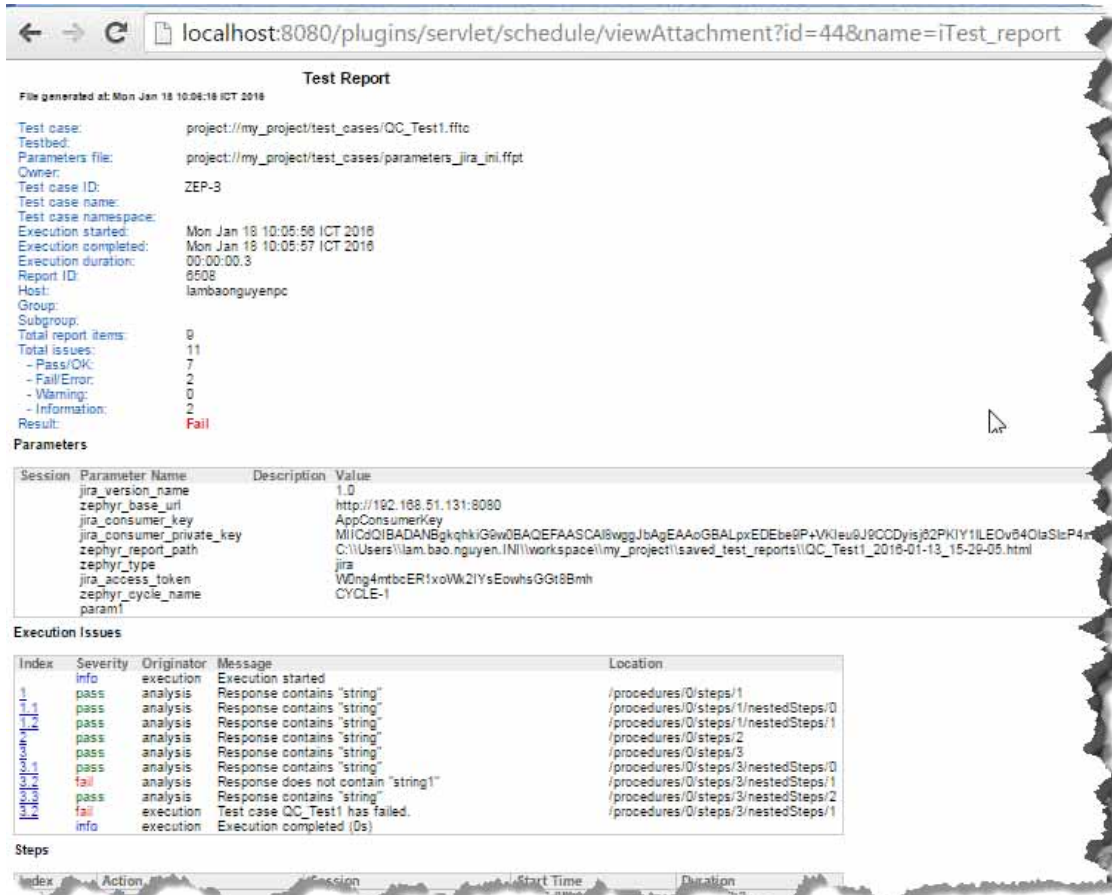 localhost:8080/plugins/servlet/schedule/viewAttachment?id=44&name=iTest_report
Test Report
File generated at: Mon Jan 18 10:06:16 ICT 2016
Test case: project://my_project/test_cases/QC_Test1.fftc
Testbed:
Parameters file: project://my_project/test_cases/parameters_jira_ini.ffpt
Owner:
Test case ID: ZEP-3
Test case name:
Test case namespace:
Execution started: Mon Jan 18 10:05:56 ICT 2016
Execution completed: Mon Jan 18 10:05:57 ICT 2016
Execution duration: 00:00:00.3
Report ID: 6508
Host: lambaonguyenpc
Group:
Subgroup:
Total report items: 9
Total issues: 11
- Pass/OK: 7
- Fail/Error: 2
- Warning: 0
- Information: 2
Result: Fail
Parameters
Session Parameter Name Description Value
jira_version_name 1.0
zephyr_base_url http://192.168.51.131:8080
jira_consumer_key AppConsumerKey
jira_consumer_private_key
zephyr_report_path C:\\Users\\lam.bao.nguyen.INI\\workspace\\my_project\\saved_test_reports\\QC_Test1_2016-01-13_15-29-05.html
zephyr_type jira
jira_access_token
zephyr_cycle_name CYCLE-1
param1
Execution Issues
Index Severity Originator Message Location
info execution Execution started
1 pass analysis Response contains "string" /procedures/0/steps/1
1.1 pass analysis Response contains "string" /procedures/0/steps/1/nestedSteps/0
1.2 pass analysis Response contains "string" /procedures/0/steps/1/nestedSteps/1
2 pass analysis Response contains "string" /procedures/0/steps/2
3 pass analysis Response contains "string" /procedures/0/steps/3
3.1 pass analysis Response contains "string" /procedures/0/steps/3/nestedSteps/0
3.2 fail analysis Response does not contain "string1" /procedures/0/steps/3/nestedSteps/1
3.3 pass analysis Response contains "string" /procedures/0/steps/3/nestedSteps/2
3.2 fail execution Test case QC_Test1 has failed. /procedures/0/steps/3/nestedSteps/1
info execution Execution completed (0s)
Steps
Index Action Session Start Time Duration